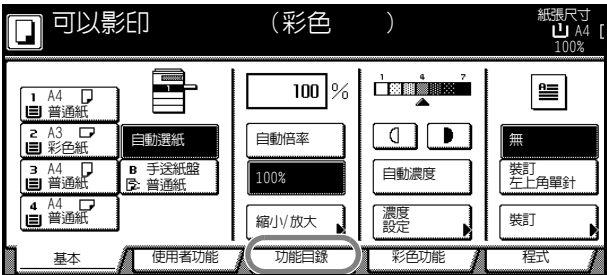 可以影印
(彩色 )
紙張尺寸
1 A4 [
100%
1 A4
普通紙
2 A3
彩色紙
3 A4
普通紙
4 A4
普通紙
1
自動選紙
B 手送紙盤
普通紙
100 %
自動倍率
100%
縮小/放大
1 4 7
自動濃度
濃度
設定
A
無
裝訂
左上角單針
裝訂
基本
使用者功能
功能目錄
彩色功能
程式